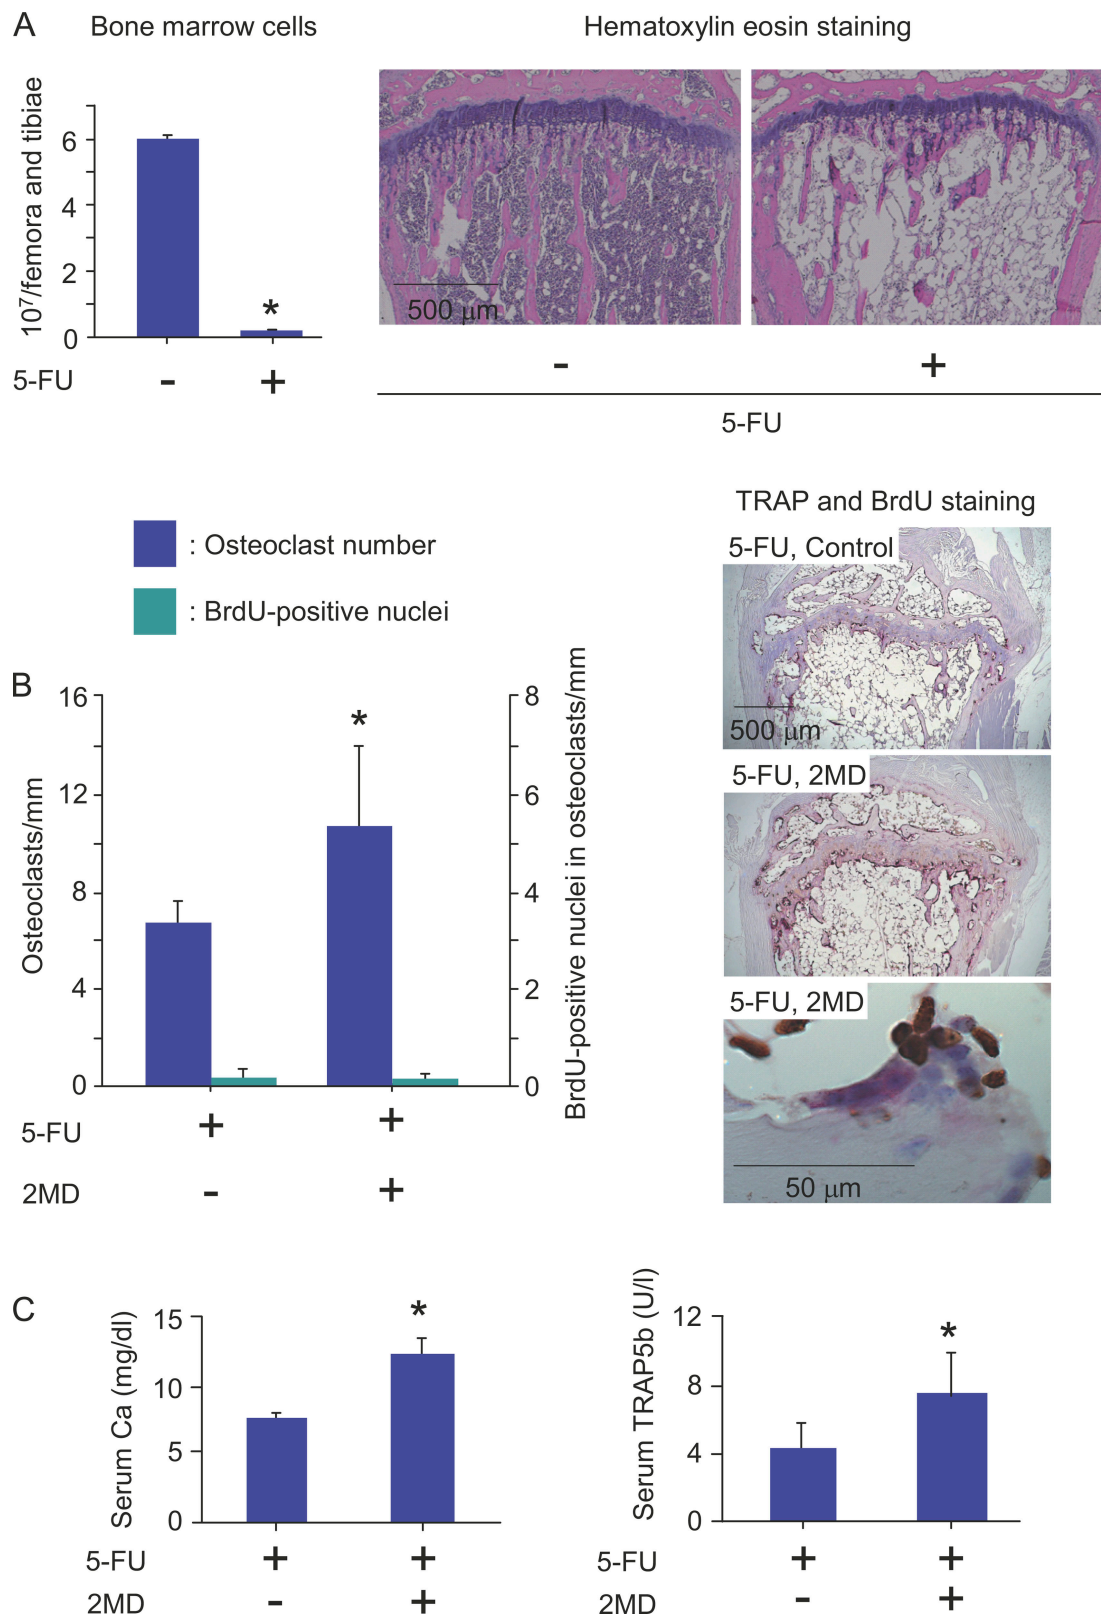 A
Bone marrow cells
Hematoxylin eosin staining
10⁷/femora and tibiae
6
4
2
0
*
5-FU
-
+
500 μm
-
+
5-FU
: Osteoclast number
: BrdU-positive nuclei
TRAP and BrdU staining
5-FU, Control
500 μm
5-FU, 2MD
5-FU, 2MD
50 μm
B
Osteoclasts/mm
16
12
8
4
0
*
8
6
4
2
0
BrdU-positive nuclei in osteoclasts/mm
5-FU + +
2MD - +
C
Serum Ca (mg/dl)
15
10
5
0
*
5-FU + +
2MD - +
Serum TRAP5b (U/l)
12
8
4
0
*
5-FU + +
2MD - +